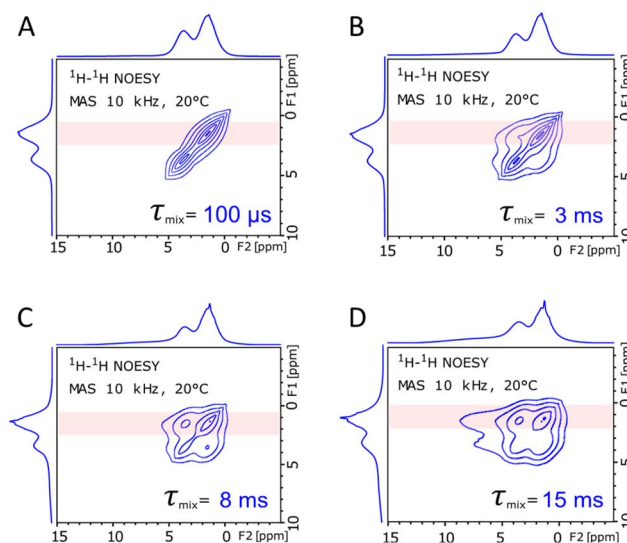 A
¹H-¹H NOESY
MAS 10 kHz, 20°C
τmix= 100 µs
0
5
10
F1 [ppm]
15
10
5
0
F2 [ppm]
B
¹H-¹H NOESY
MAS 10 kHz, 20°C
τmix= 3 ms
0
5
10
F1 [ppm]
15
10
5
0
F2 [ppm]
C
¹H-¹H NOESY
MAS 10 kHz, 20°C
τmix= 8 ms
0
5
10
F1 [ppm]
15
10
5
0
F2 [ppm]
D
¹H-¹H NOESY
MAS 10 kHz, 20°C
τmix= 15 ms
0
5
10
F1 [ppm]
15
10
5
0
F2 [ppm]